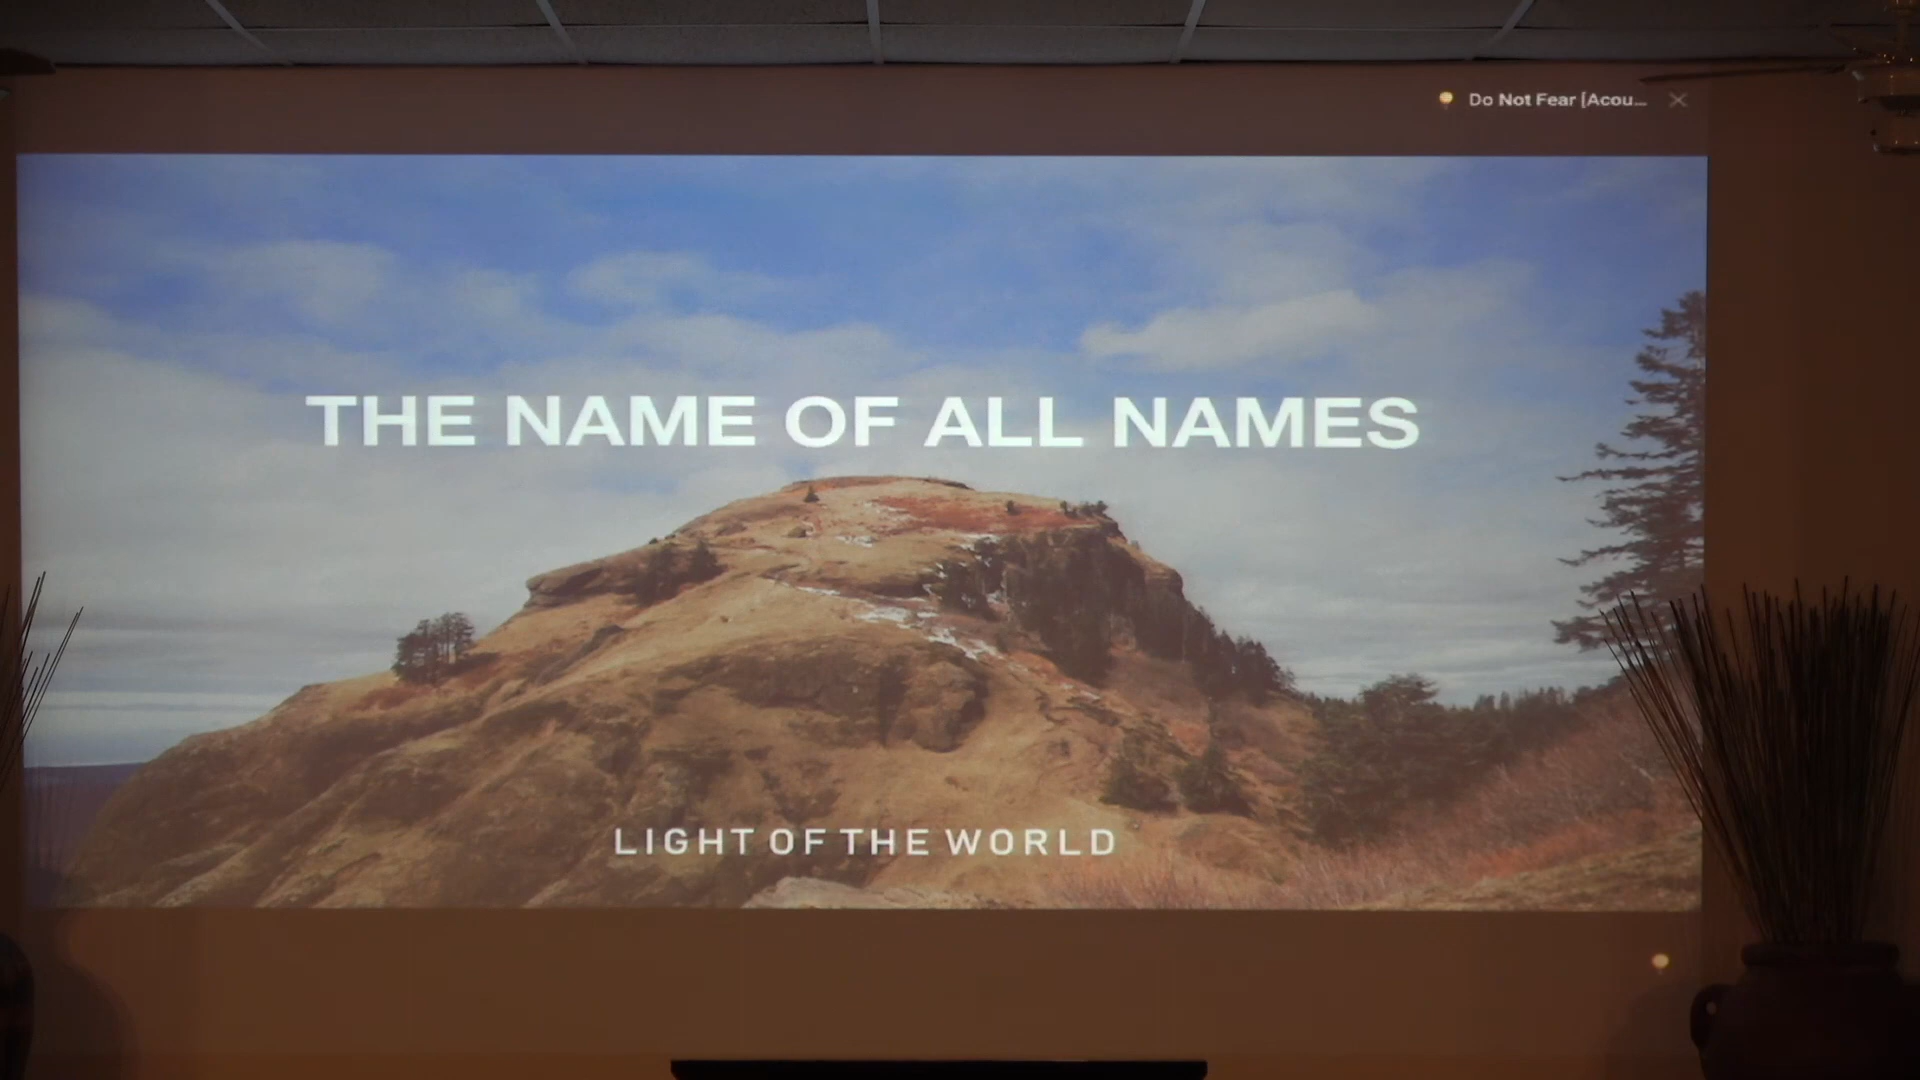 Do Not Fear [Acou...
THE NAME OF ALL NAMES
LIGHT OF THE WORLD